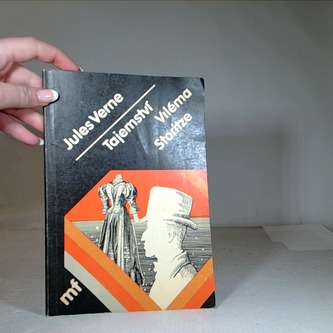 Jules Verne
Tajemství
Viléma
Storitze
mf